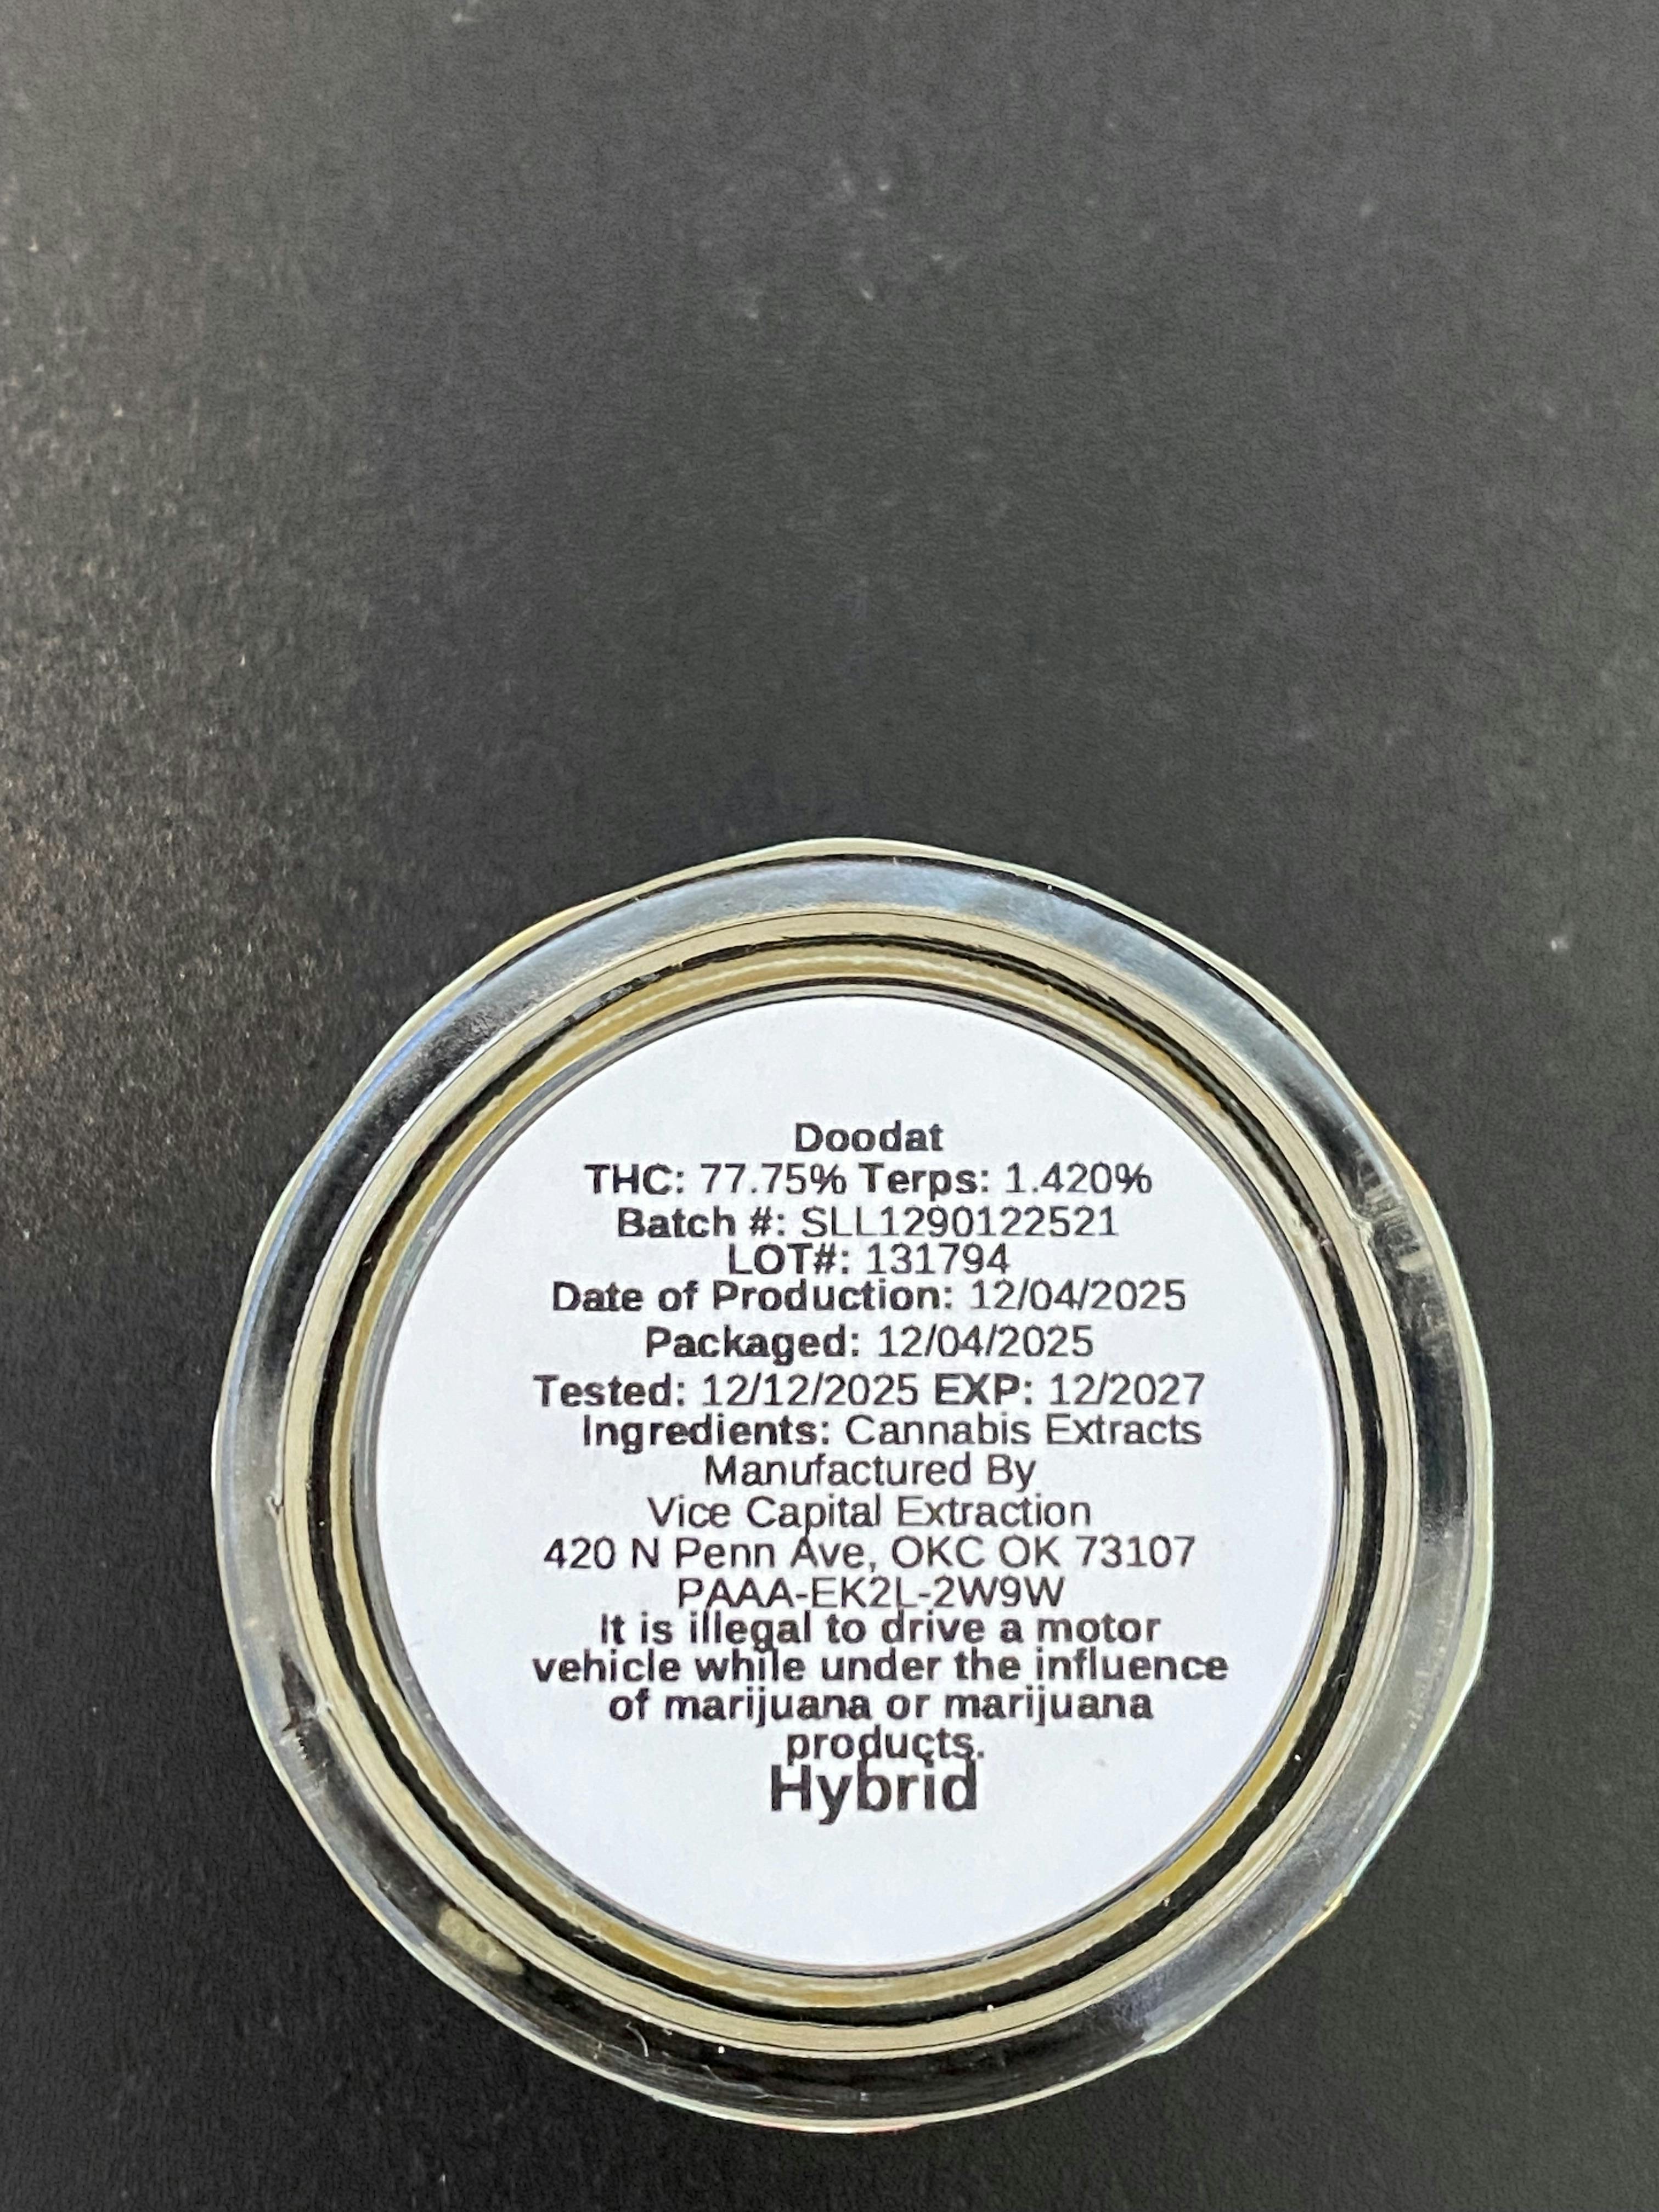 Doodat
THC: 77.75% Terps: 1.420%
Batch #: SLL1290122521
LOT#: 131794
Date of Production: 12/04/2025
Packaged: 12/04/2025
Tested: 12/12/2025 EXP: 12/2027
Ingredients: Cannabis Extracts
Manufactured By
Vice Capital Extraction
420 N Penn Ave, OKC OK 73107
PAAA-EK2L-2W9W
It is illegal to drive a motor
vehicle while under the influence
of marijuana or marijuana
products.
Hybrid